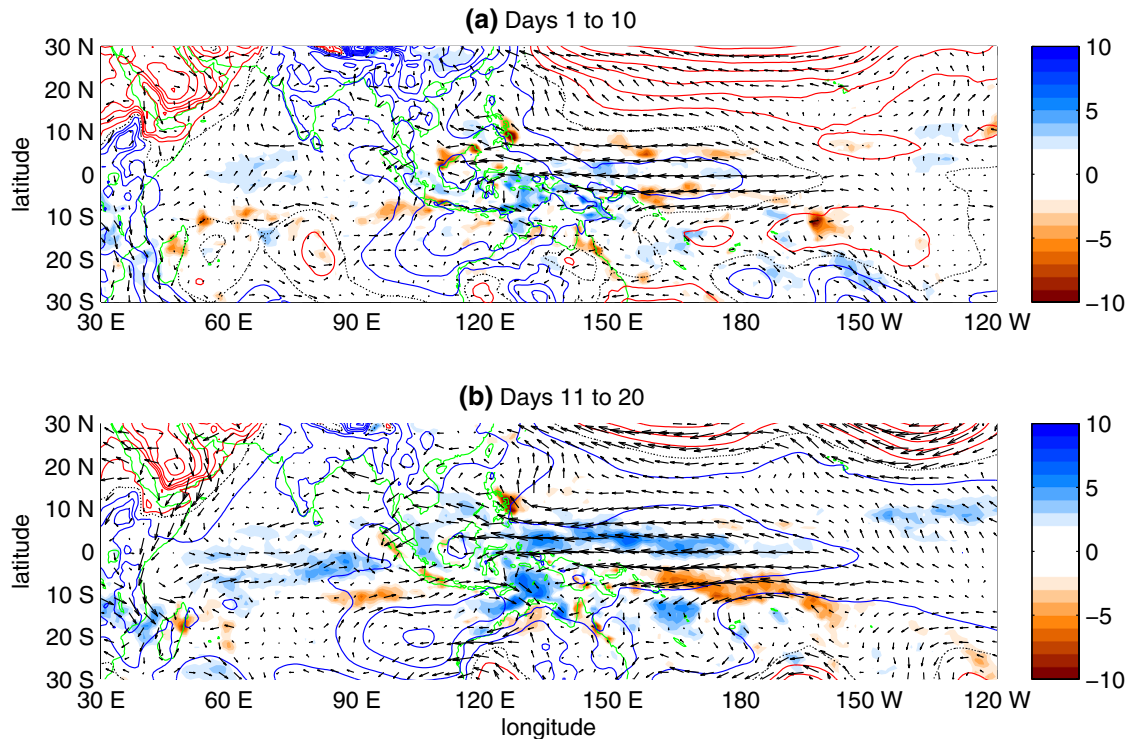 (a) Days 1 to 10
30 N
20 N
10 N
0
10 S
20 S
30 S
latitude
30 E 60 E 90 E 120 E 150 E 180 150 W 120 W
10
5
0
−5
−10
(b) Days 11 to 20
30 N
20 N
10 N
0
10 S
20 S
30 S
latitude
30 E 60 E 90 E 120 E 150 E 180 150 W 120 W
longitude
10
5
0
−5
−10